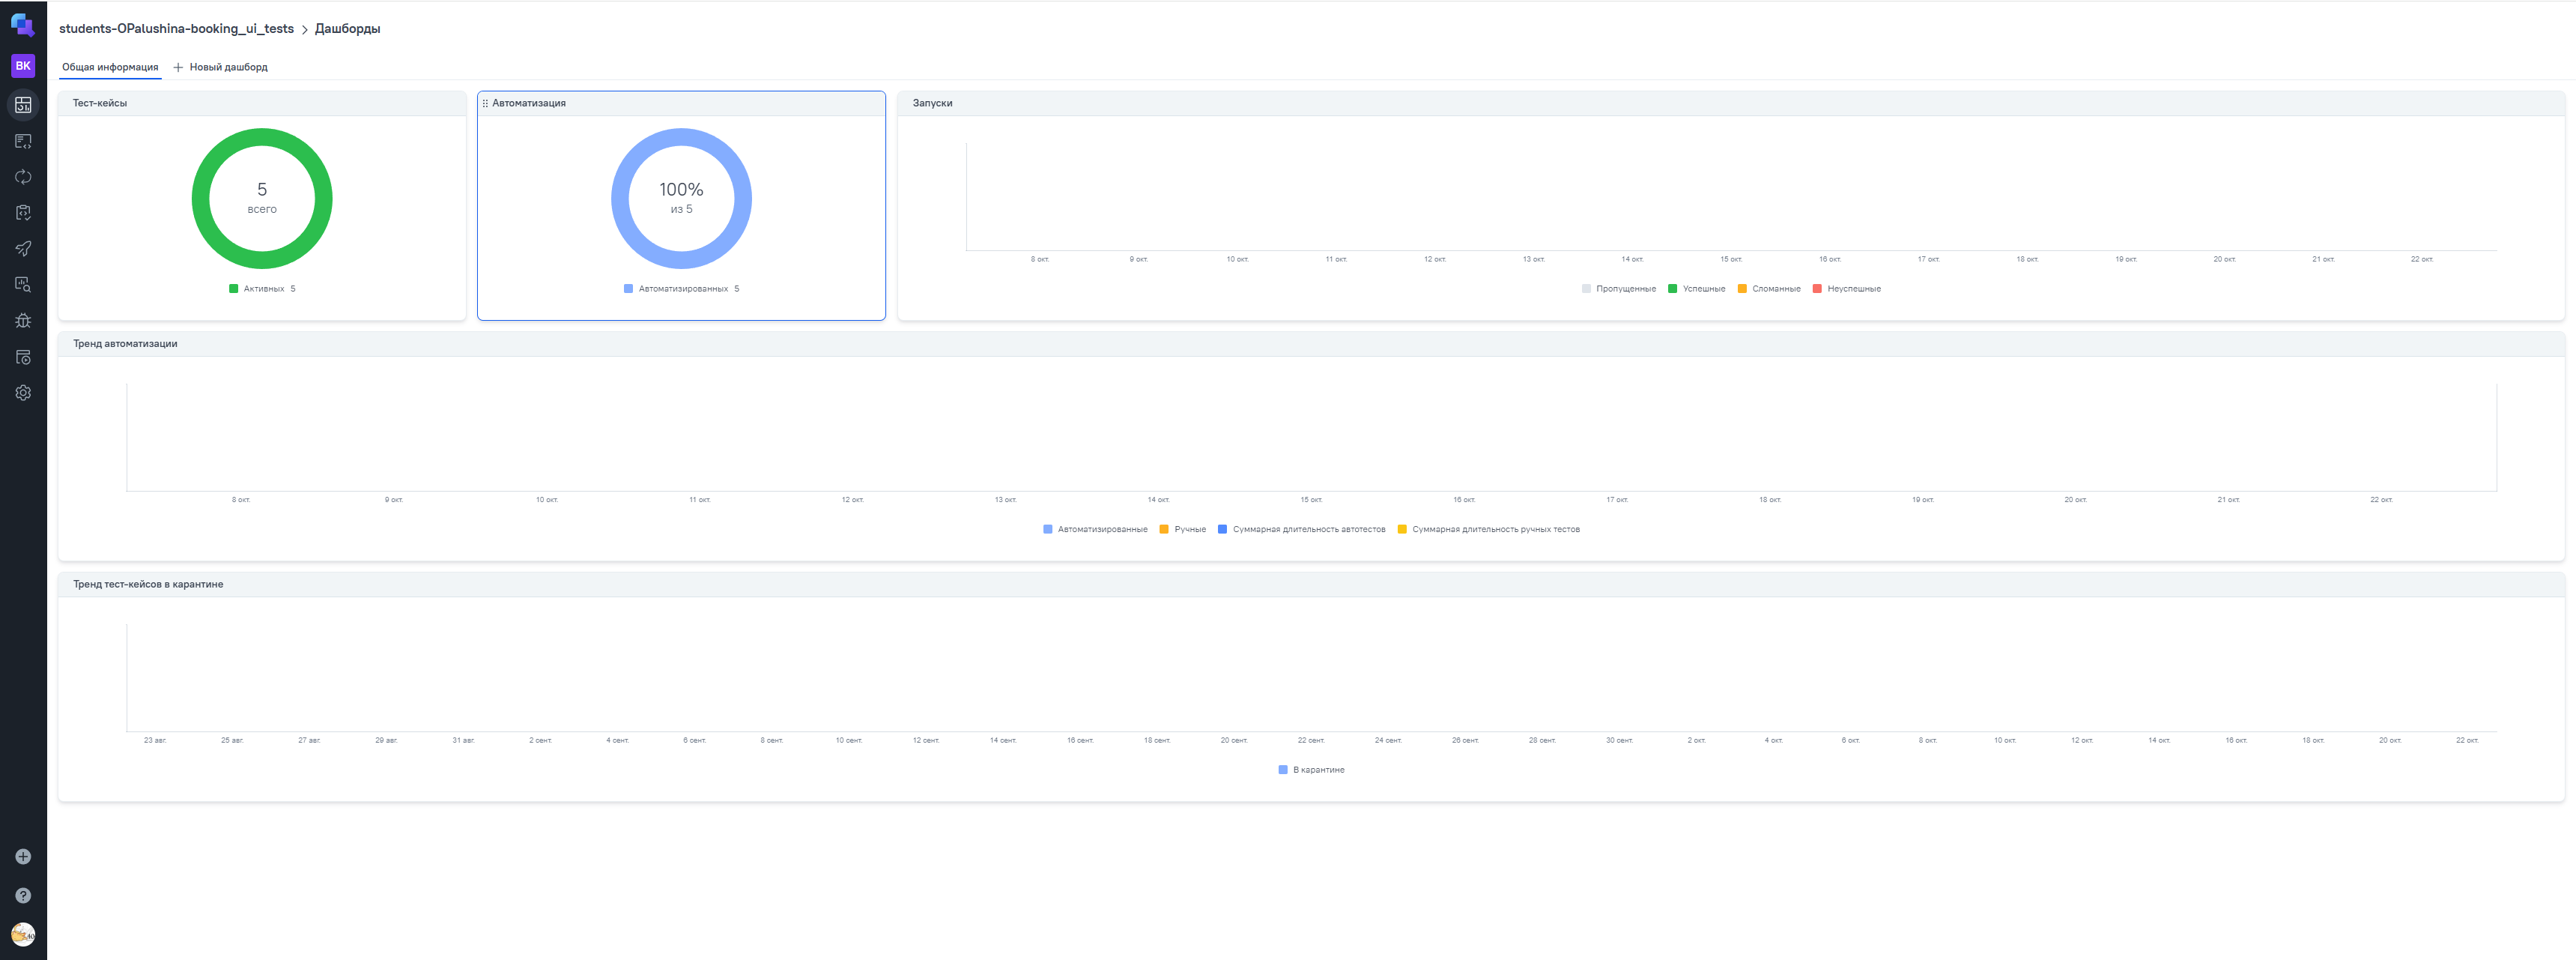 students-OPalushina-booking_ui_tests > Дашборды
BK
Общая информация + Новый дашборд
Тест-кейсы
5
всего
Активных 5
Автоматизация
100%
из 5
Автоматизированных 5
Запуски
8 окт. 9 окт. 10 окт. 11 окт. 12 окт. 13 окт. 14 окт. 15 окт. 16 окт. 17 окт. 18 окт. 19 окт. 20 окт. 21 окт. 22 окт.
Пропущенные Успешные Сломанные Неуспешные
Тренд автоматизации
8 окт. 9 окт. 10 окт. 11 окт. 12 окт. 13 окт. 14 окт. 15 окт. 16 окт. 17 окт. 18 окт. 19 окт. 20 окт. 21 окт. 22 окт.
Автоматизированные Ручные Суммарная длительность автотестов Суммарная длительность ручных тестов
Тренд тест-кейсов в карантине
23 авг. 25 авг. 27 авг. 29 авг. 31 авг. 2 сент. 4 сент. 6 сент. 8 сент. 10 сент. 12 сент. 14 сент. 16 сент. 18 сент. 20 сент. 22 сент. 24 сент. 26 сент. 28 сент. 30 сент. 2 окт. 4 окт. 6 окт. 8 окт. 10 окт. 12 окт. 14 окт. 16 окт. 18 окт. 20 окт. 22 окт.
В карантине